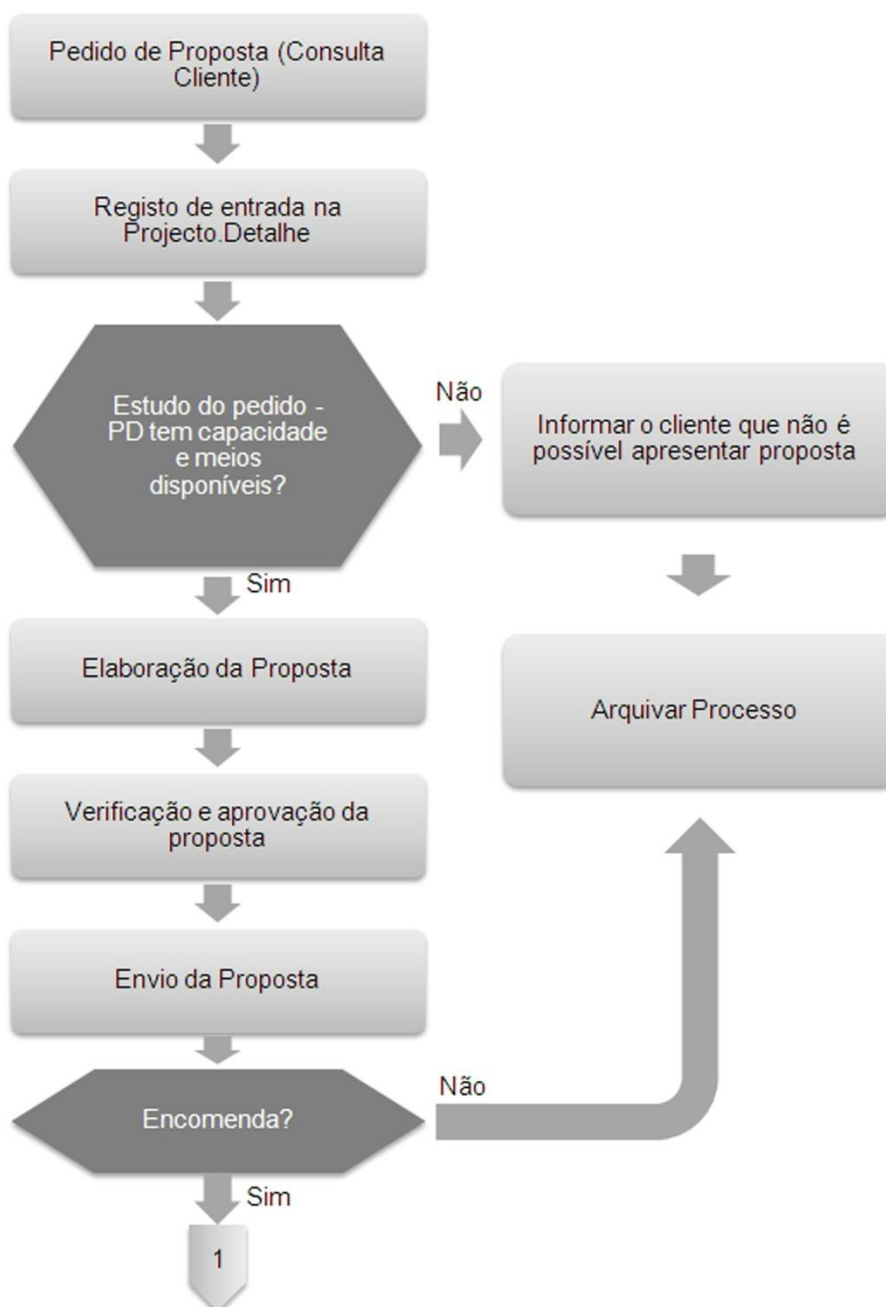 Pedido de Proposta (Consulta
Cliente)
Registo de entrada na
Projecto.Detalhe
Estudo do pedido -
PD tem capacidade
e meios
disponíveis?
Não
Informar o cliente que não é
possível apresentar proposta
Sim
Elaboração da Proposta
Arquivar Processo
Verificação e aprovação da
proposta
Envio da Proposta
Encomenda?
Não
Sim
1